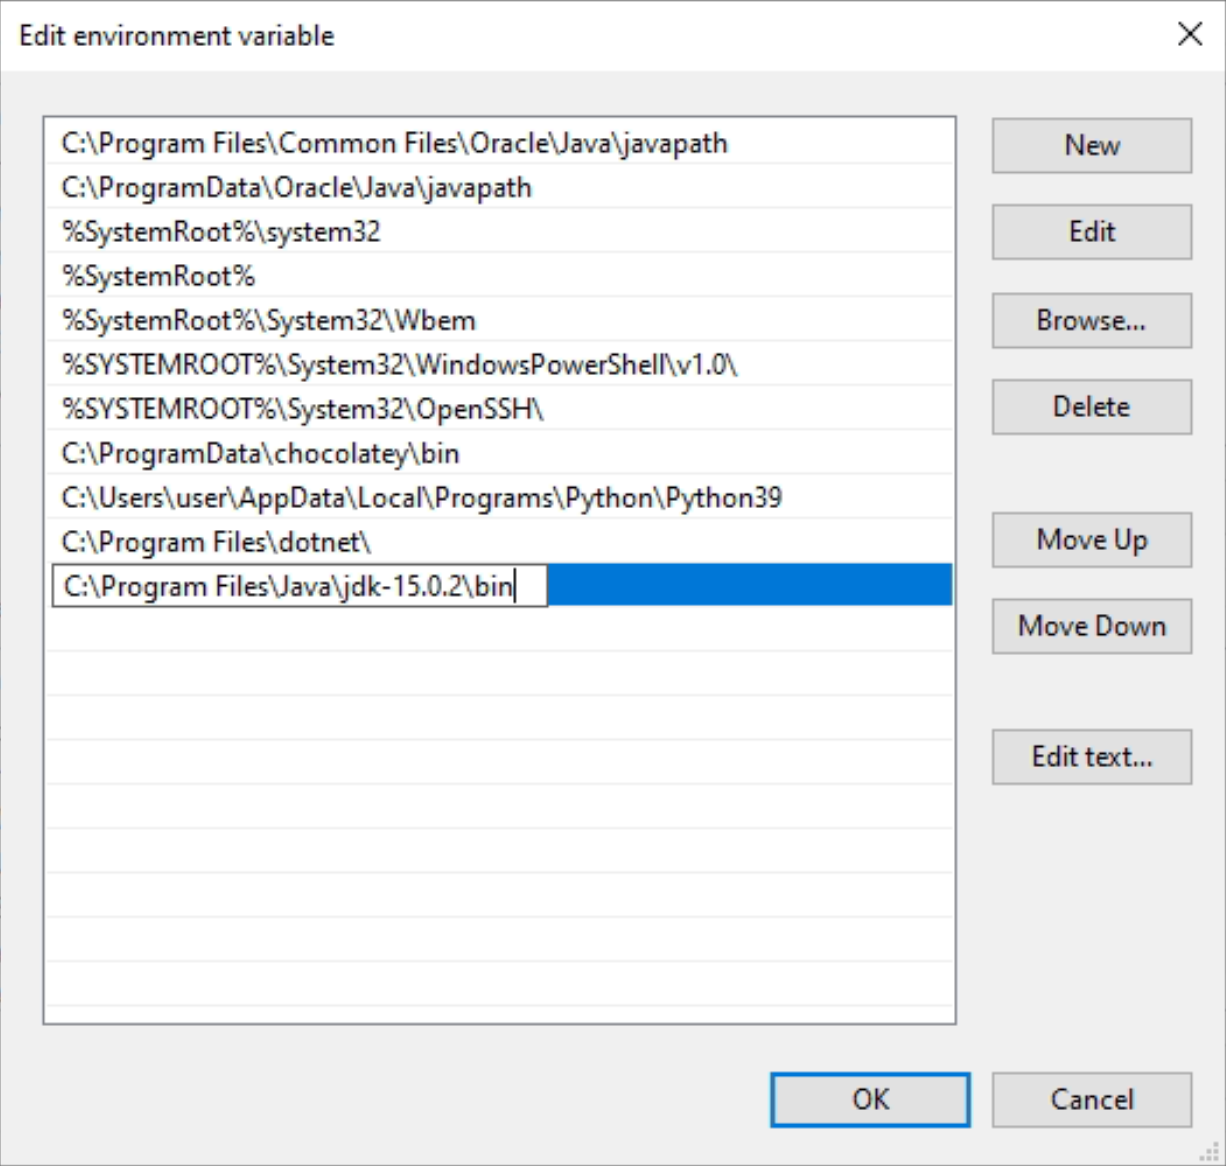 Edit environment variable
C:\Program Files\Common Files\Oracle\Java\javapath
C:\ProgramData\Oracle\Java\javapath
%SystemRoot%\system32
%SystemRoot%
%SystemRoot%\System32\Wbem
%SYSTEMROOT%\System32\WindowsPowerShell\v1.0\
%SYSTEMROOT%\System32\OpenSSH\
C:\ProgramData\chocolatey\bin
C:\Users\user\AppData\Local\Programs\Python\Python39
C:\Program Files\dotnet\
C:\Program Files\Java\jdk-15.0.2\bin
New
Edit
Browse...
Delete
Move Up
Move Down
Edit text...
OK
Cancel